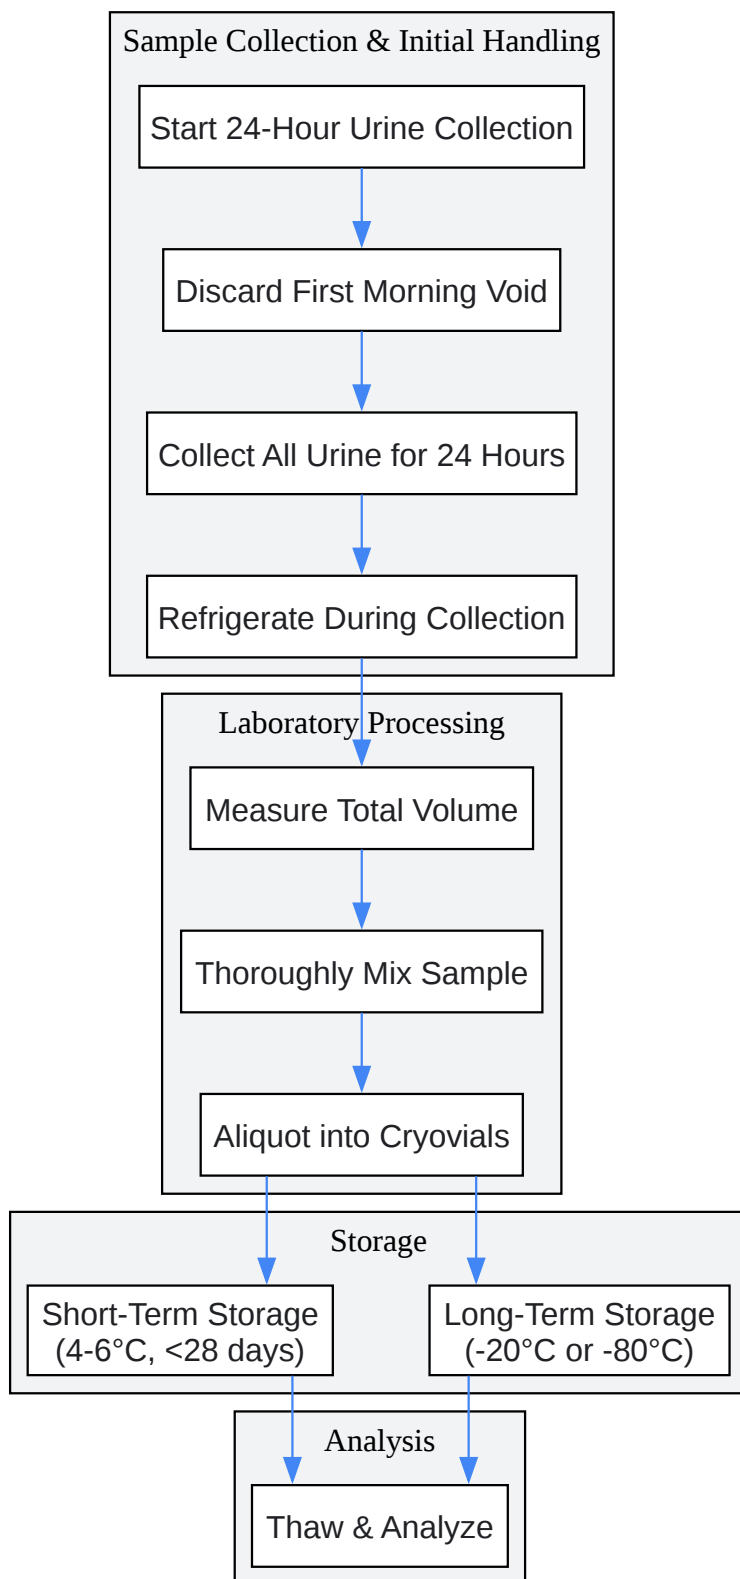 Sample Collection & Initial Handling
Start 24-Hour Urine Collection
Discard First Morning Void
Collect All Urine for 24 Hours
Refrigerate During Collection
Laboratory Processing
Measure Total Volume
Thoroughly Mix Sample
Aliquot into Cryovials
Storage
Short-Term Storage
(4-6°C, <28 days)
Long-Term Storage
(-20°C or -80°C)
Analysis
Thaw & Analyze